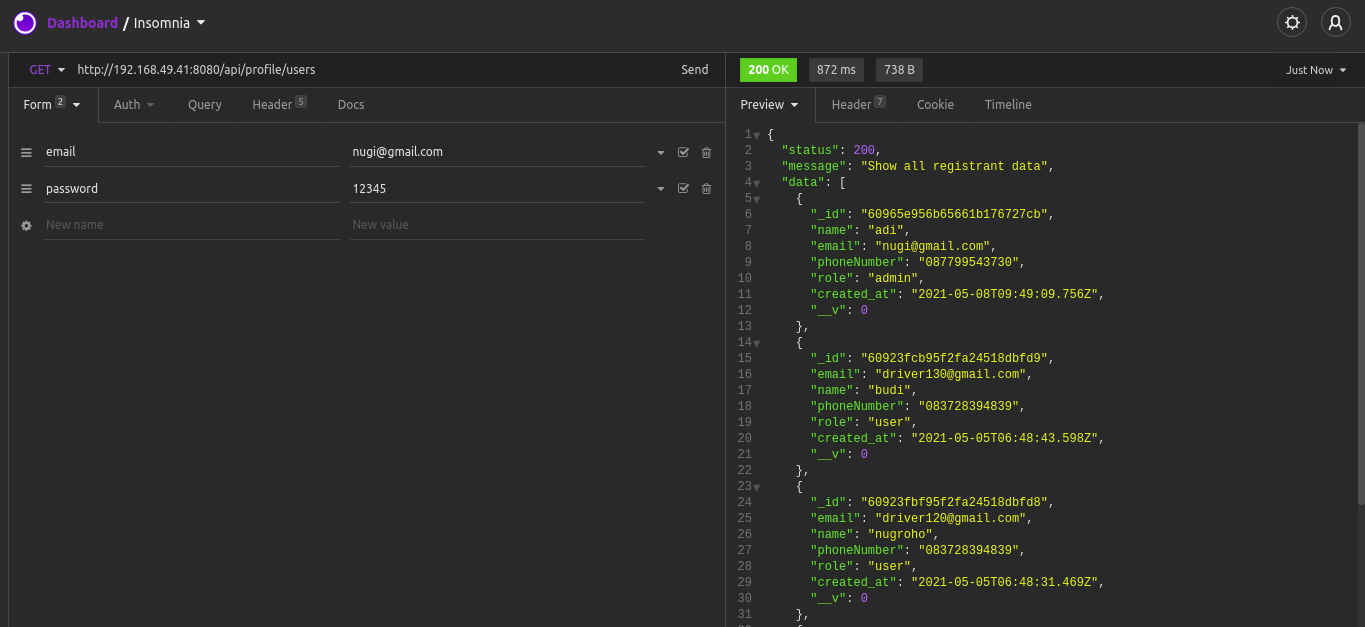 Dashboard / Insomnia
GET http://192.168.49.41:8080/api/profile/users Send
Form 2 Auth Query Header 5 Docs
email nugi@gmail.com
password 12345
New name New value
200 OK 872 ms 738 B Just Now
Preview Header 7 Cookie Timeline
1 {
2 "status": 200,
3 "message": "Show all registrant data",
4 "data": [
5 {
6 "_id": "60965e956b65661b176727cb",
7 "name": "adi",
8 "email": "nugi@gmail.com",
9 "phoneNumber": "087799543730",
10 "role": "admin",
11 "created_at": "2021-05-08T09:49:09.756Z",
12 "__v": 0
13 },
14 {
15 "_id": "60923fcb95f2fa24518dbfd9",
16 "email": "driver130@gmail.com",
17 "name": "budi",
18 "phoneNumber": "083728394839",
19 "role": "user",
20 "created_at": "2021-05-05T06:48:43.598Z",
21 "__v": 0
22 },
23 {
24 "_id": "60923fbf95f2fa24518dbfd8",
25 "email": "driver120@gmail.com",
26 "name": "nugroho",
27 "phoneNumber": "083728394839",
28 "role": "user",
29 "created_at": "2021-05-05T06:48:31.469Z",
30 "__v": 0
31 },